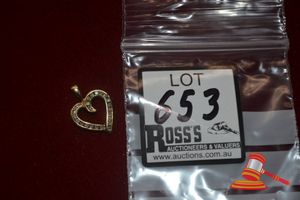 LOT
653
ROSS'S
AUCTIONEERS & VALUERS
www.auctions.com.au